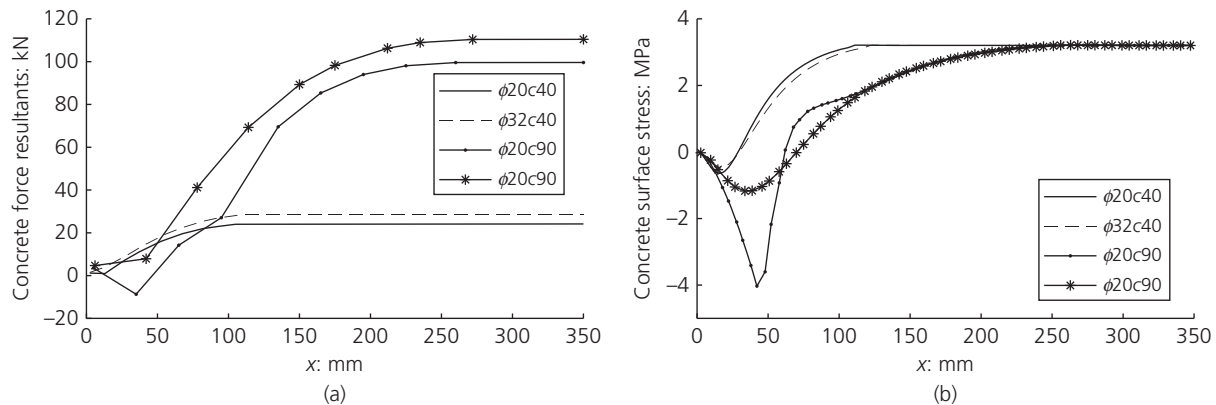 Concrete force resultants: kN
120
100
80
60
40
20
0
−20
ϕ20c40
ϕ32c40
ϕ20c90
ϕ20c90
0 50 100 150 200 250 300 350
x: mm
(a)
Concrete surface stress: MPa
4
2
0
−2
−4
ϕ20c40
ϕ32c40
ϕ20c90
ϕ20c90
0 50 100 150 200 250 300 350
x: mm
(b)